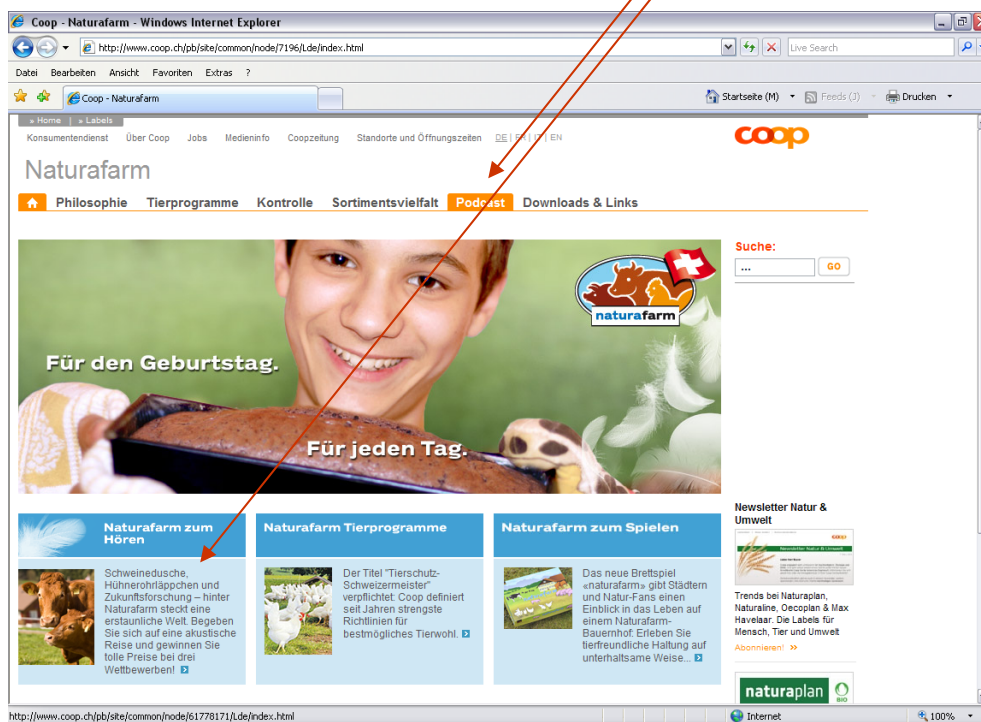 Coop - Naturafarm - Windows Internet Explorer
http://www.coop.ch/pb/site/common/node/7196/Lde/index.html
Live Search
Datei Bearbeiten Ansicht Favoriten Extras ?
Coop - Naturafarm
Startseite (M) Feeds (J) Drucken
» Home | » Labels
Konsumentendienst Über Coop Jobs Medieninfo Coopzeitung Standorte und Öffnungszeiten DE | FR | IT | EN
coop
Naturafarm
Philosophie Tierprogramme Kontrolle Sortimentsvielfalt Podcast Downloads & Links
Suche:
...
GO
naturafarm
Für den Geburtstag.
Für jeden Tag.
Naturafarm zum
Hören
Schweinedusche,
Hühnerohrläppchen und
Zukunftsforschung – hinter
Naturafarm steckt eine
erstaunliche Welt. Begeben
Sie sich auf eine akustische
Reise und gewinnen Sie
tolle Preise bei drei
Wettbewerben!
Naturafarm Tierprogramme
Der Titel "Tierschutz-
Schweizermeister"
verpflichtet: Coop definiert
seit Jahren strengste
Richtlinien für
bestmögliches Tierwohl.
Naturafarm zum Spielen
Das neue Brettspiel
«naturafarm» gibt Städtern
und Natur-Fans einen
Einblick in das Leben auf
einem Naturafarm-
Bauernhof: Erleben Sie
tierfreundliche Haltung auf
unterhaltsame Weise...
Newsletter Natur &
Umwelt
Trends bei Naturaplan,
Naturaline, Oecoplan & Max
Havelaar. Die Labels für
Mensch, Tier und Umwelt
Abonnieren! »
naturaplan
BIO
http://www.coop.ch/pb/site/common/node/61778171/Lde/index.html
Internet
100%